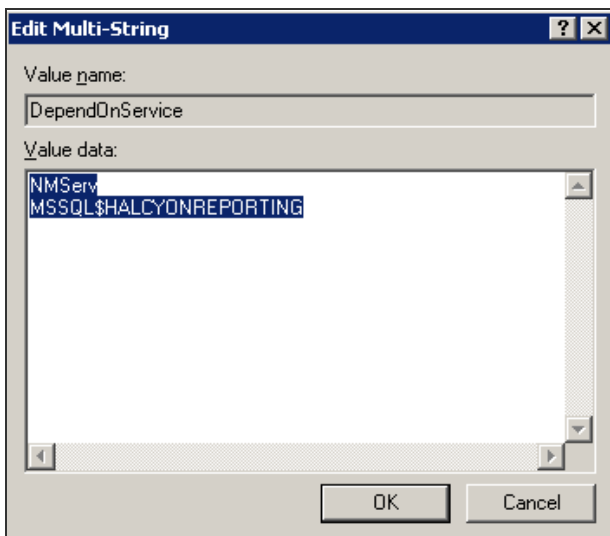 Edit Multi-String
Value name:
DependOnService
Value data:
NMServ
MSSQL$HALCYONREPORTING
OK
Cancel